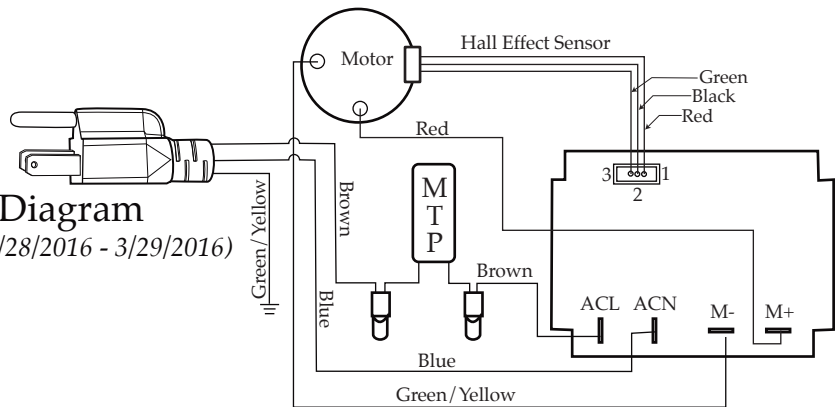 Motor
Hall Effect Sensor
Green
Black
Red
Red
3
1
2
Diagram
/28/2016 - 3/29/2016)
Green/Yellow
Brown
Blue
M
T
P
Brown
ACL
ACN
M-
M+
Blue
Green/Yellow